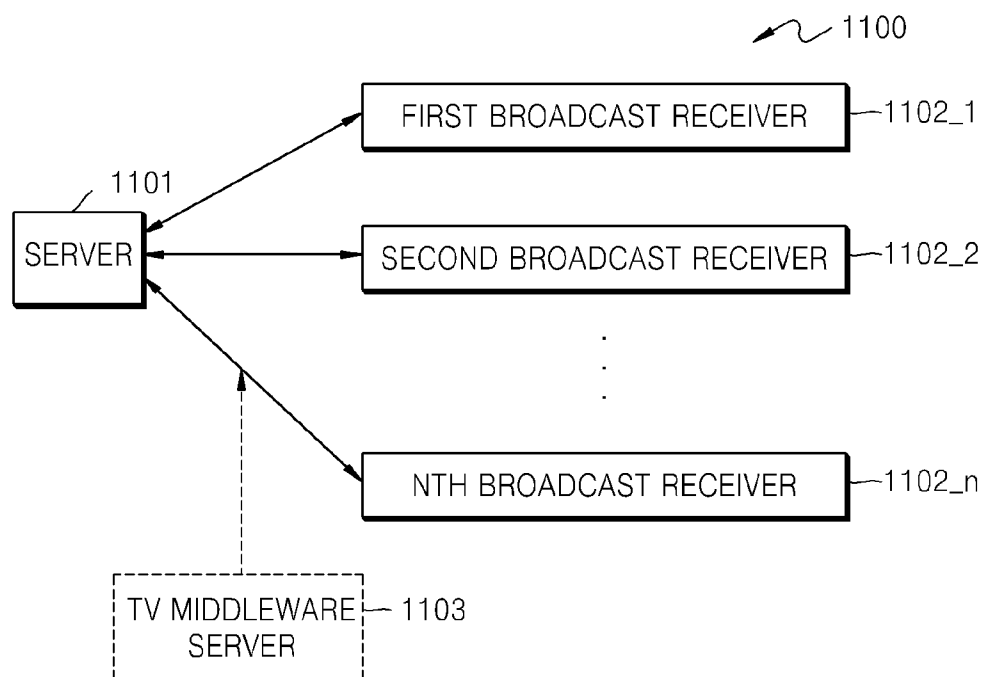 1100
FIRST BROADCAST RECEIVER
1102_1
1101
SERVER
SECOND BROADCAST RECEIVER
1102_2
NTH BROADCAST RECEIVER
1102_n
TV MIDDLEWARE
SERVER
1103